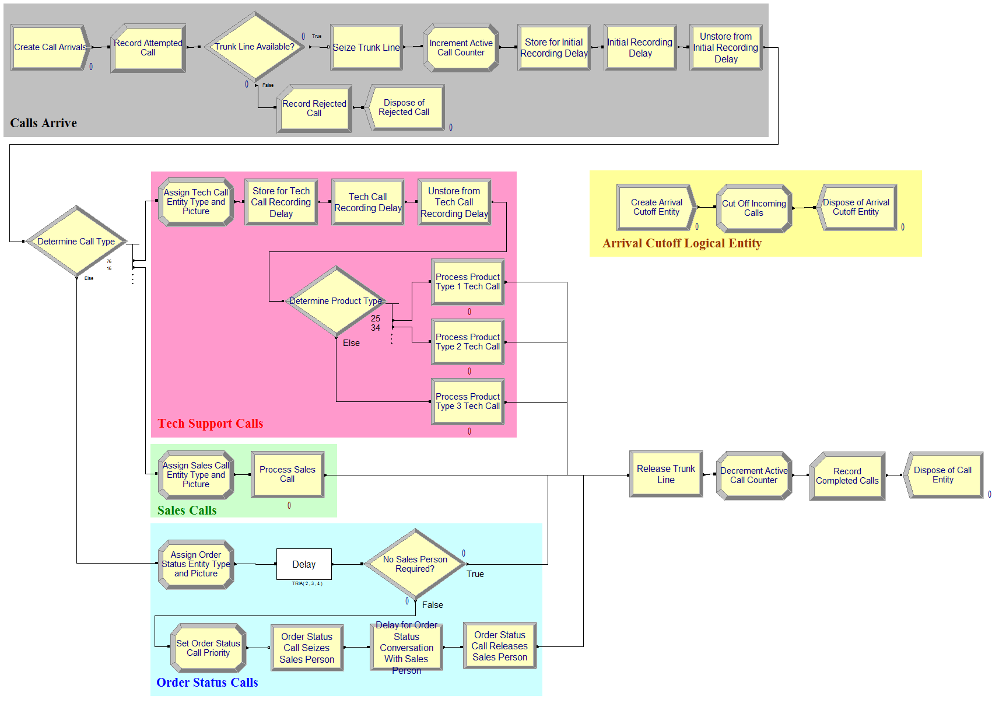 Create Call Arrivals
0
Record Attempted
Call
Trunk Line Available?
0
True
0
False
Seize Trunk Line
Increment Active
Call Counter
Store for Initial
Recording Delay
Initial Recording
Delay
Unstore from
Initial Recording
Delay
Record Rejected
Call
Dispose of
Rejected Call
0
Calls Arrive
Determine Call Type
76
16
Else
Assign Tech Call
Entity Type and
Picture
Store for Tech
Call Recording
Delay
Tech Call
Recording Delay
Unstore from
Tech Call
Recording Delay
Determine Product Type
25
34
Else
Process Product
Type 1 Tech Call
0
Process Product
Type 2 Tech Call
0
Process Product
Type 3 Tech Call
0
Tech Support Calls
Create Arrival
Cutoff Entity
0
Cut Off Incoming
Calls
Dispose of Arrival
Cutoff Entity
0
Arrival Cutoff Logical Entity
Assign Sales Call
Entity Type and
Picture
Process Sales
Call
0
Sales Calls
Release Trunk
Line
Decrement Active
Call Counter
Record
Completed Calls
Dispose of Call
Entity
0
Assign Order
Status Entity Type
and Picture
Delay
TRIA( 2 , 3 , 4 )
No Sales Person
Required?
0
True
0
False
Set Order Status
Call Priority
Order Status
Call Seizes
Sales Person
Delay for Order
Status
Conversation
With Sales
Person
Order Status
Call Releases
Sales Person
Order Status Calls